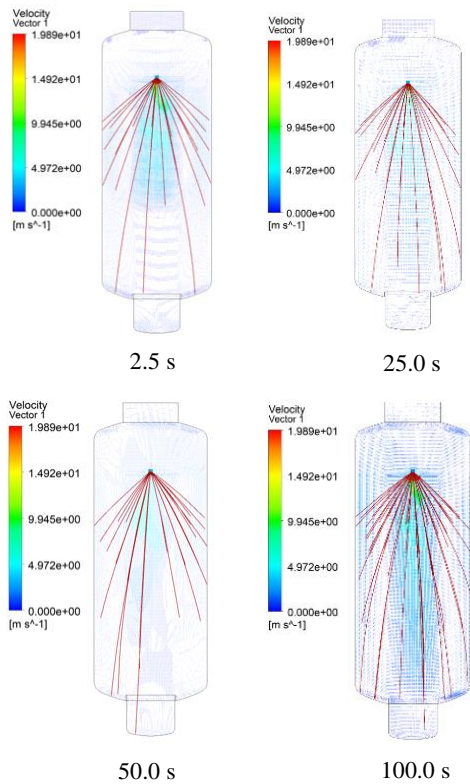 Velocity
Vector 1
1.989e+01
1.492e+01
9.945e+00
4.972e+00
0.000e+00
[m s^-1]
2.5 s
Velocity
Vector 1
1.989e+01
1.492e+01
9.945e+00
4.972e+00
0.000e+00
[m s^-1]
25.0 s
Velocity
Vector 1
1.989e+01
1.492e+01
9.945e+00
4.972e+00
0.000e+00
[m s^-1]
50.0 s
Velocity
Vector 1
1.989e+01
1.492e+01
9.945e+00
4.972e+00
0.000e+00
[m s^-1]
100.0 s